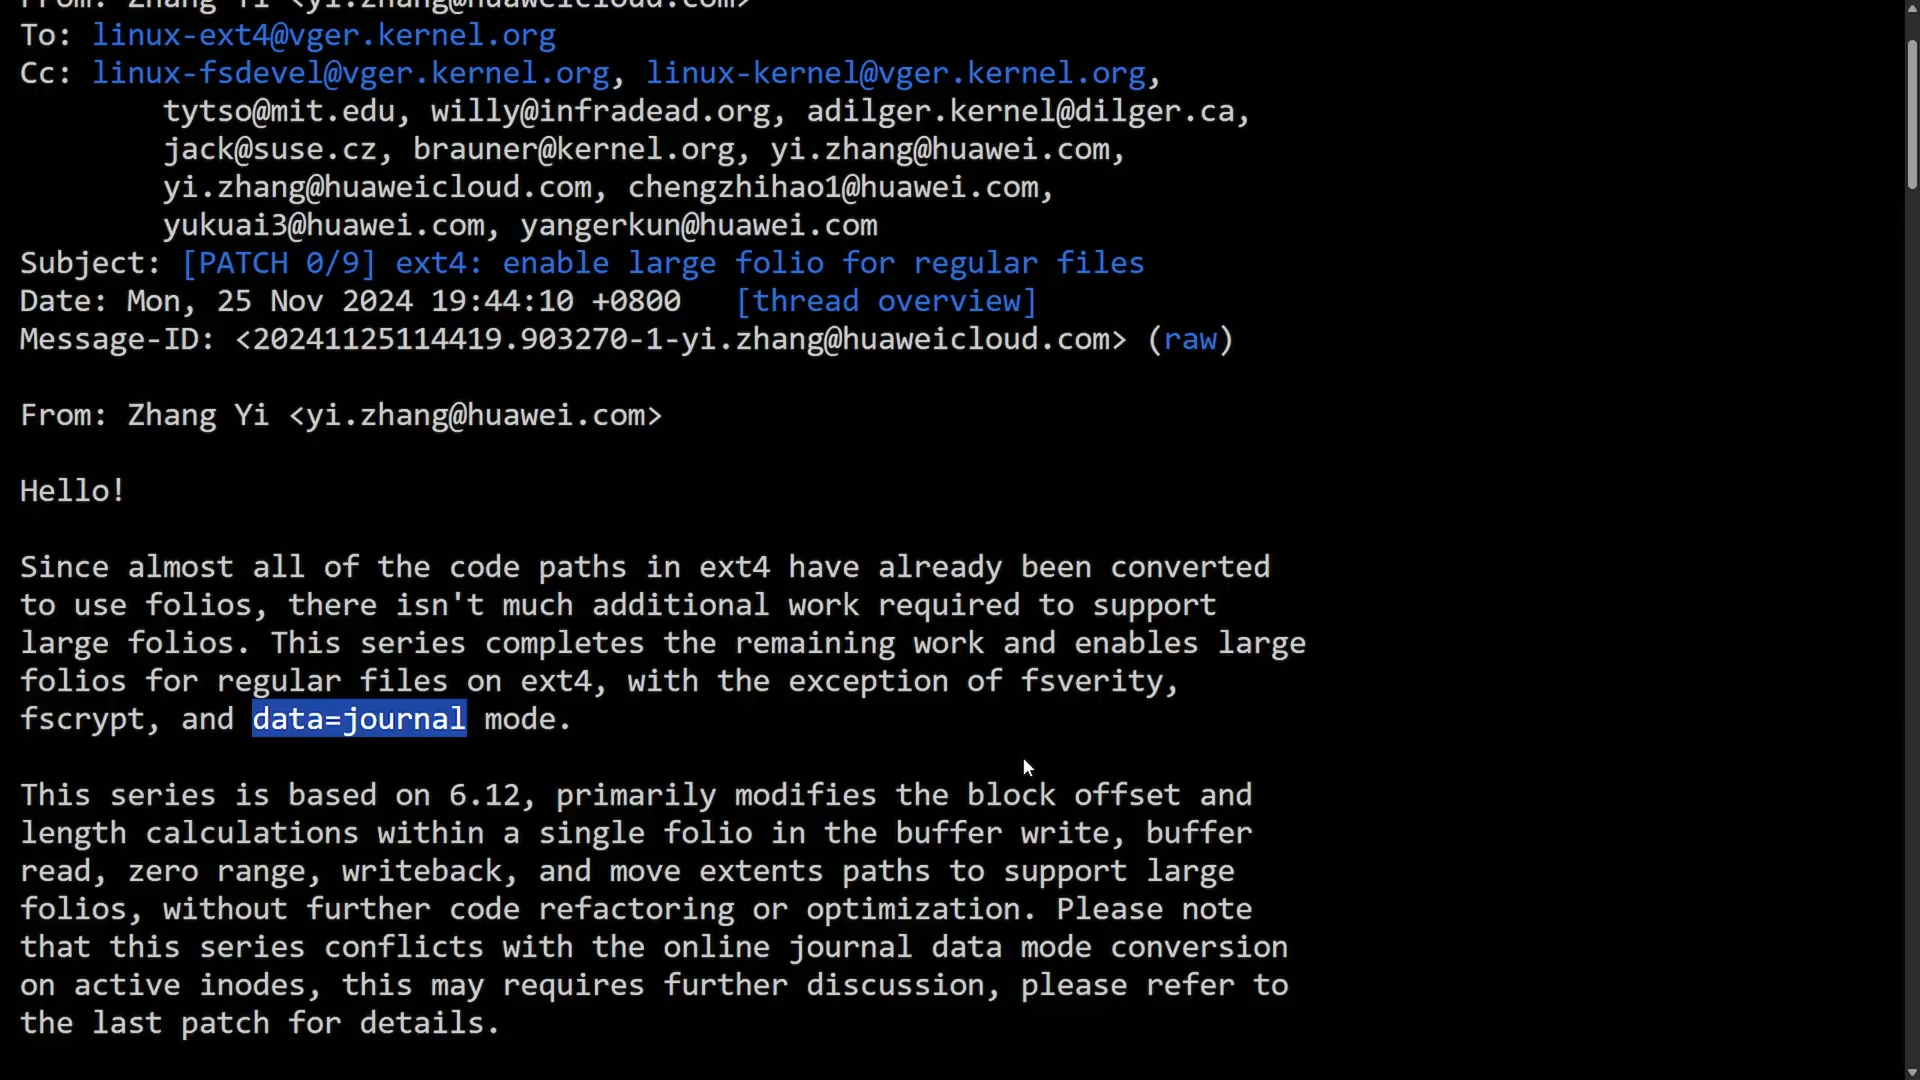 From: Zhang Yi <yi.zhang@huaweicloud.com>
To: linux-ext4@vger.kernel.org
Cc: linux-fsdevel@vger.kernel.org, linux-kernel@vger.kernel.org,
tytso@mit.edu, willy@infradead.org, adilger.kernel@dilger.ca,
jack@suse.cz, brauner@kernel.org, yi.zhang@huawei.com,
yi.zhang@huaweicloud.com, chengzhihao1@huawei.com,
yukuai3@huawei.com, yangerkun@huawei.com
Subject: [PATCH 0/9] ext4: enable large folio for regular files
Date: Mon, 25 Nov 2024 19:44:10 +0800 [thread overview]
Message-ID: <20241125114419.903270-1-yi.zhang@huaweicloud.com> (raw)
From: Zhang Yi <yi.zhang@huawei.com>
Hello!
Since almost all of the code paths in ext4 have already been converted
to use folios, there isn't much additional work required to support
large folios. This series completes the remaining work and enables large
folios for regular files on ext4, with the exception of fsverity,
fscrypt, and data=journal mode.
This series is based on 6.12, primarily modifies the block offset and
length calculations within a single folio in the buffer write, buffer
read, zero range, writeback, and move extents paths to support large
folios, without further code refactoring or optimization. Please note
that this series conflicts with the online journal data mode conversion
on active inodes, this may requires further discussion, please refer to
the last patch for details.